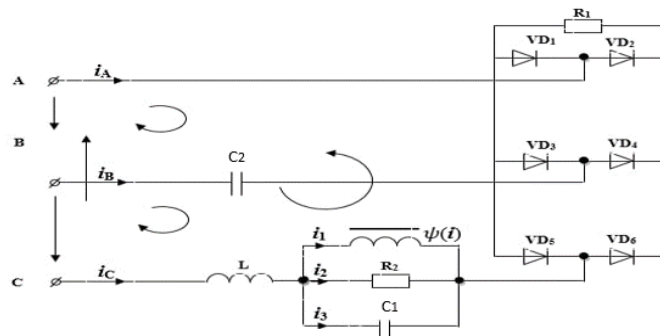 R1
VD1 VD2
A iA
B
C2
VD3 VD4
iB
i1 ψ(i)
VD5 VD6
C iC L i2 R2
i3 C1